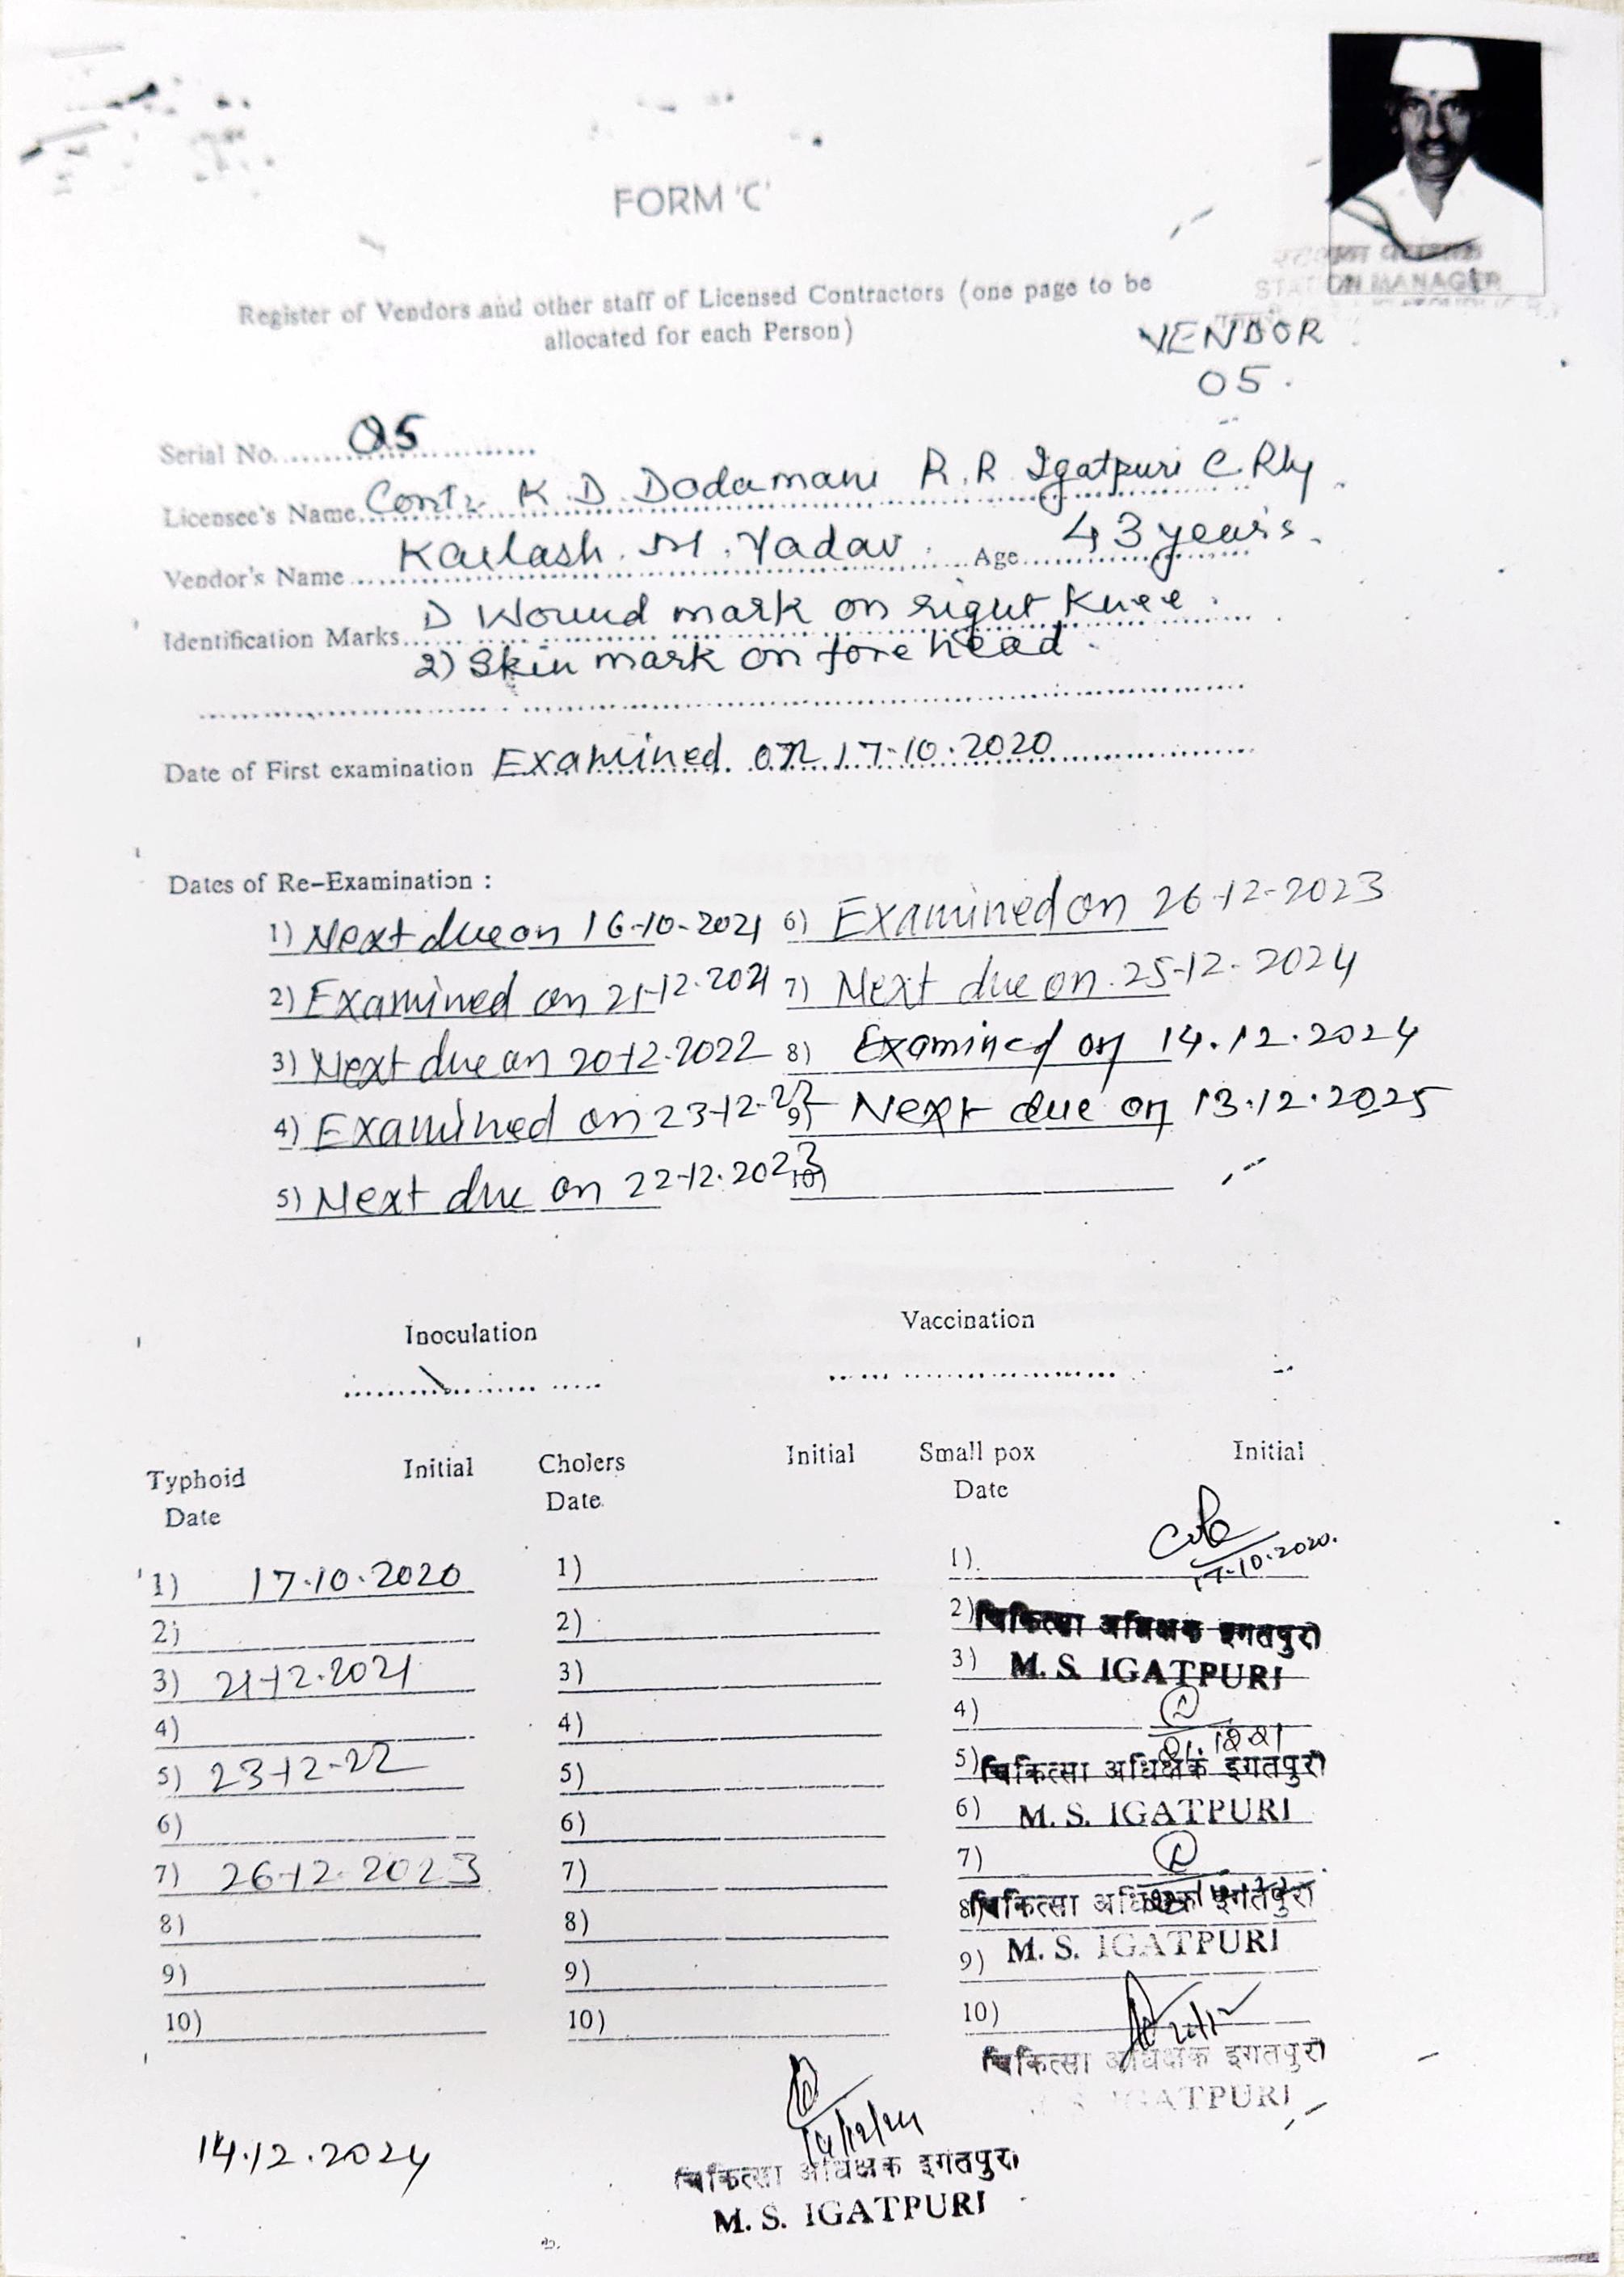 FORM 'C'
STATION MANAGER
Register of Vendors and other staff of Licensed Contractors (one page to be
allocated for each Person)
VENDOR
05.
Serial No. 05
Licensee's Name Contr K.D. Dodamani R.R Igatpuri C.Rly
Vendor's Name Kailash. M. Yadav. Age 43 years.
Identification Marks 1) Wound mark on right Knee.
2) Skin mark on fore head.
Date of First examination Examined on 17.10.2020
Dates of Re-Examination :
1) Next due on 16-10-2021 6) Examined on 26-12-2023
2) Examined on 21-12-2021 7) Next due on. 25-12-2024
3) Next due on 20-12-2022 8) Examined on 14.12.2024
4) Examined on 23-12-22 9) Next due on 13.12.2025
5) Next due on 22-12-2023 10)
Inoculation Vaccination
Typhoid Initial Cholers Initial Small pox Initial
Date Date Date
1) 17.10.2020 1) 1) 17-10-2020.
2) 2) 2) चिकित्सा अधिक्षक इगतपुरी
3) 21-12-2021 3) 3) M. S. IGATPURI
4) 4) 4)
5) 23-12-22 5) 5) चिकित्सा अधिक्षक इगतपुरी
6) 6) 6) M. S. IGATPURI
7) 26-12-2023 7) 7)
8) 8) 8) चिकित्सा अधिक्षक इगतपुरी
9) 9) 9) M. S. IGATPURI
10) 10) 10)
चिकित्सा अधिक्षक इगतपुरी
M. S. IGATPURI
14.12.2024 14/12/24
चिकित्सा अधिक्षक इगतपुरी
M. S. IGATPURI